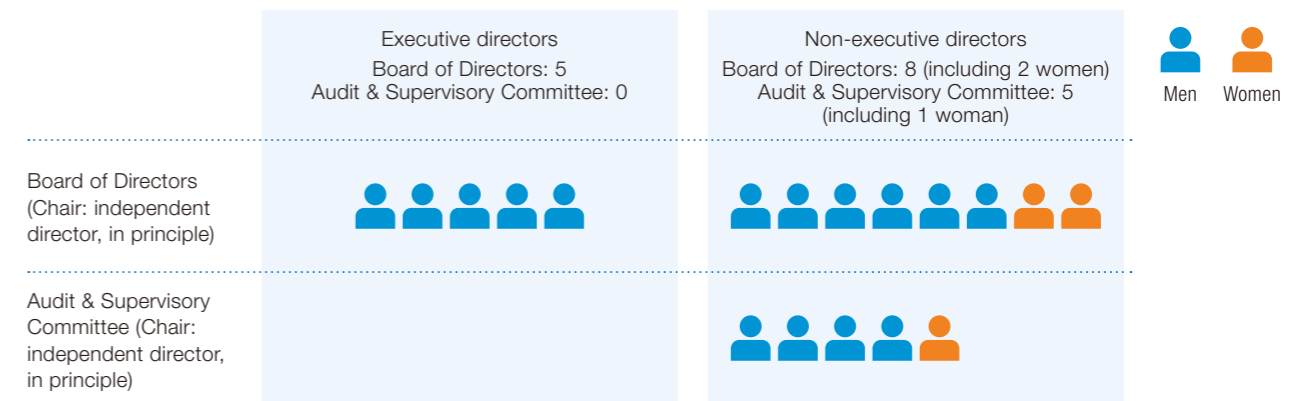 Executive directors
Board of Directors: 5
Audit & Supervisory Committee: 0
Non-executive directors
Board of Directors: 8 (including 2 women)
Audit & Supervisory Committee: 5
(including 1 woman)
Men
Women
Board of Directors
(Chair: independent
director, in principle)
Audit & Supervisory
Committee (Chair:
independent director,
in principle)